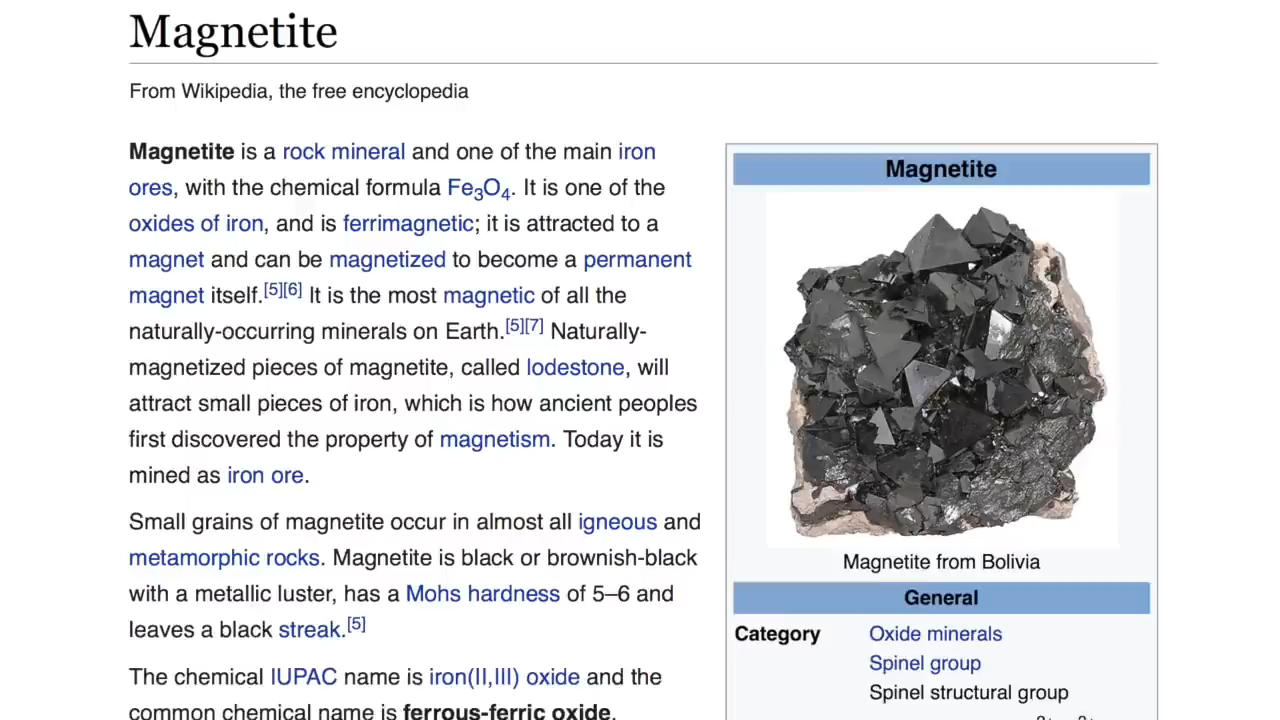 Magnetite
From Wikipedia, the free encyclopedia
Magnetite is a rock mineral and one of the main iron
ores, with the chemical formula Fe3O4. It is one of the
oxides of iron, and is ferrimagnetic; it is attracted to a
magnet and can be magnetized to become a permanent
magnet itself.[5][6] It is the most magnetic of all the
naturally-occurring minerals on Earth.[5][7] Naturally-
magnetized pieces of magnetite, called lodestone, will
attract small pieces of iron, which is how ancient peoples
first discovered the property of magnetism. Today it is
mined as iron ore.
Small grains of magnetite occur in almost all igneous and
metamorphic rocks. Magnetite is black or brownish-black
with a metallic luster, has a Mohs hardness of 5–6 and
leaves a black streak.[5]
The chemical IUPAC name is iron(II,III) oxide and the
common chemical name is ferrous-ferric oxide.
Magnetite
Magnetite from Bolivia
General
Category Oxide minerals
Spinel group
Spinel structural group